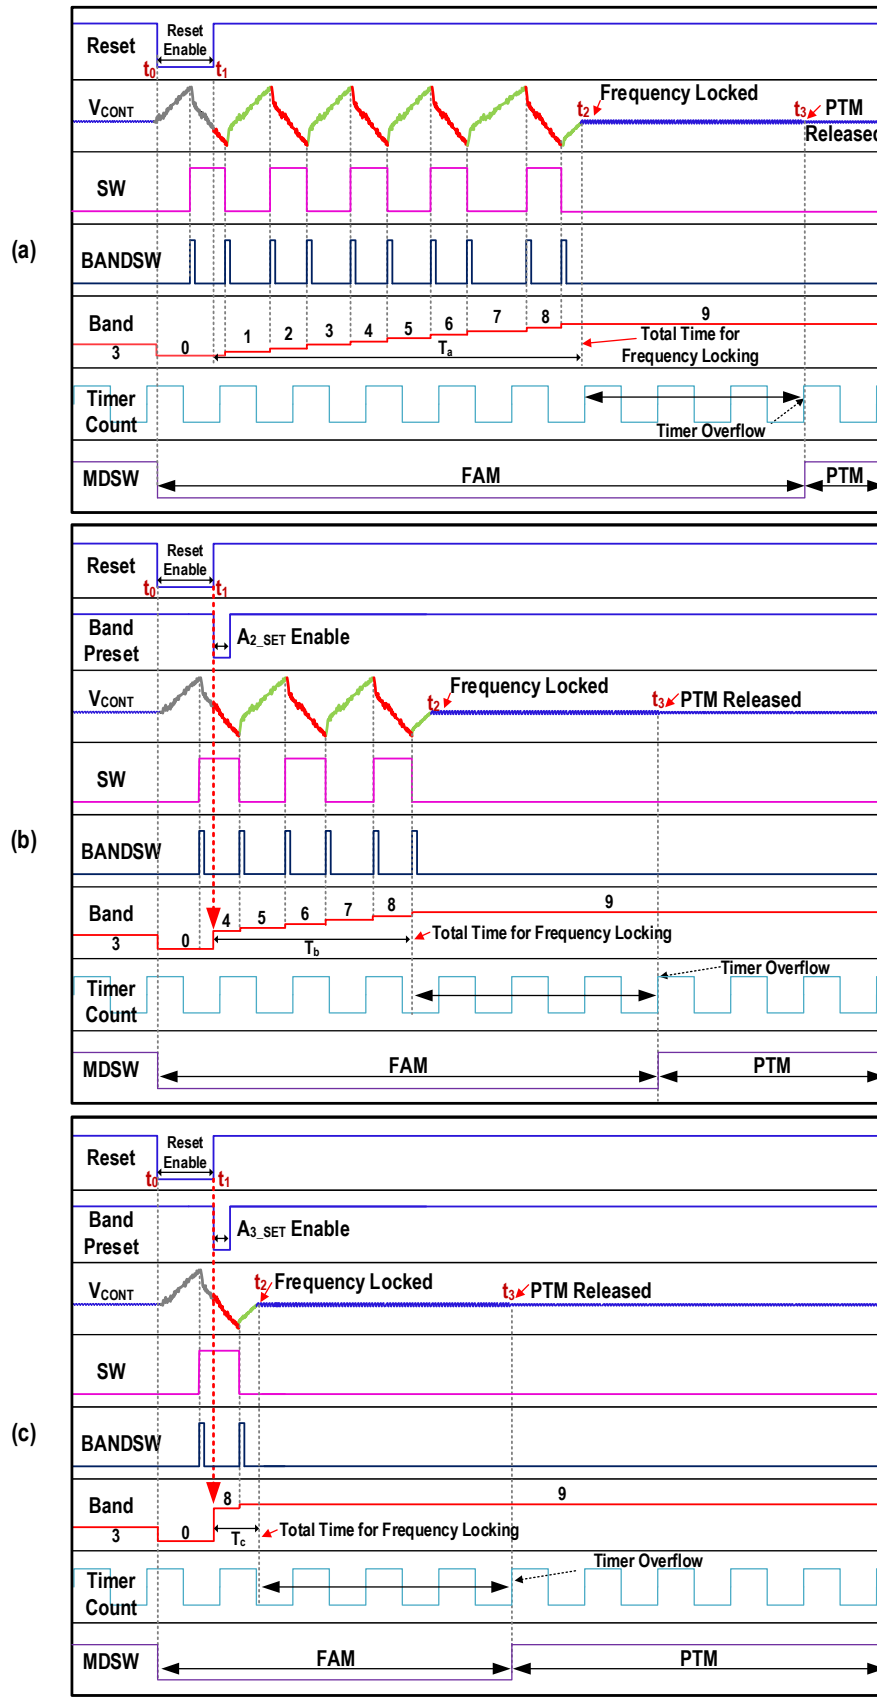 (a)
Reset
Reset
Enable
t0
t1
VCONT
t2
Frequency Locked
t3
PTM
Released
SW
BANDSW
Band
3
0
1
2
3
4
5
6
7
8
9
Ta
Total Time for
Frequency Locking
Timer
Count
Timer Overflow
MDSW
FAM
PTM
(b)
Reset
Reset
Enable
t0
t1
Band
Preset
A2_SET Enable
VCONT
t2
Frequency Locked
t3
PTM Released
SW
BANDSW
Band
3
0
4
5
6
7
8
9
Tb
Total Time for Frequency Locking
Timer
Count
Timer Overflow
MDSW
FAM
PTM
(c)
Reset
Reset
Enable
t0
t1
Band
Preset
A3_SET Enable
VCONT
t2
Frequency Locked
t3
PTM Released
SW
BANDSW
Band
3
0
8
9
Tc
Total Time for Frequency Locking
Timer
Count
Timer Overflow
MDSW
FAM
PTM